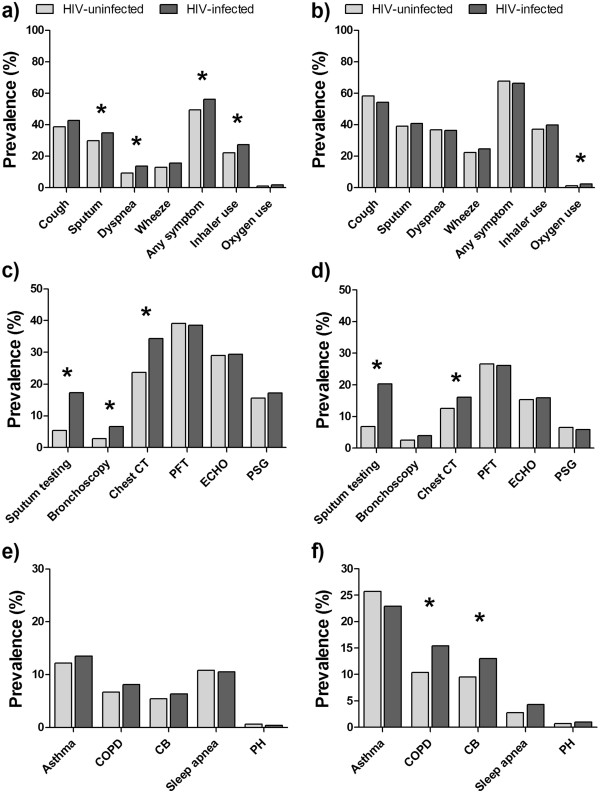 a)
HIV-uninfected HIV-infected
Prevalence (%)
100
80
60
40
20
0
* * * *
Cough Sputum Dyspnea Wheeze Any symptom Inhaler use Oxygen use
b)
HIV-uninfected HIV-infected
Prevalence (%)
100
80
60
40
20
0
*
Cough Sputum Dyspnea Wheeze Any symptom Inhaler use Oxygen use
c)
Prevalence (%)
50
40
30
20
10
0
* * *
Sputum testing Bronchoscopy Chest CT PFT ECHO PSG
d)
Prevalence (%)
50
40
30
20
10
0
* *
Sputum testing Bronchoscopy Chest CT PFT ECHO PSG
e)
Prevalence (%)
30
20
10
0
Asthma COPD CB Sleep apnea PH
f)
Prevalence (%)
30
25
20
15
10
5
0
* *
Asthma COPD CB Sleep apnea PH